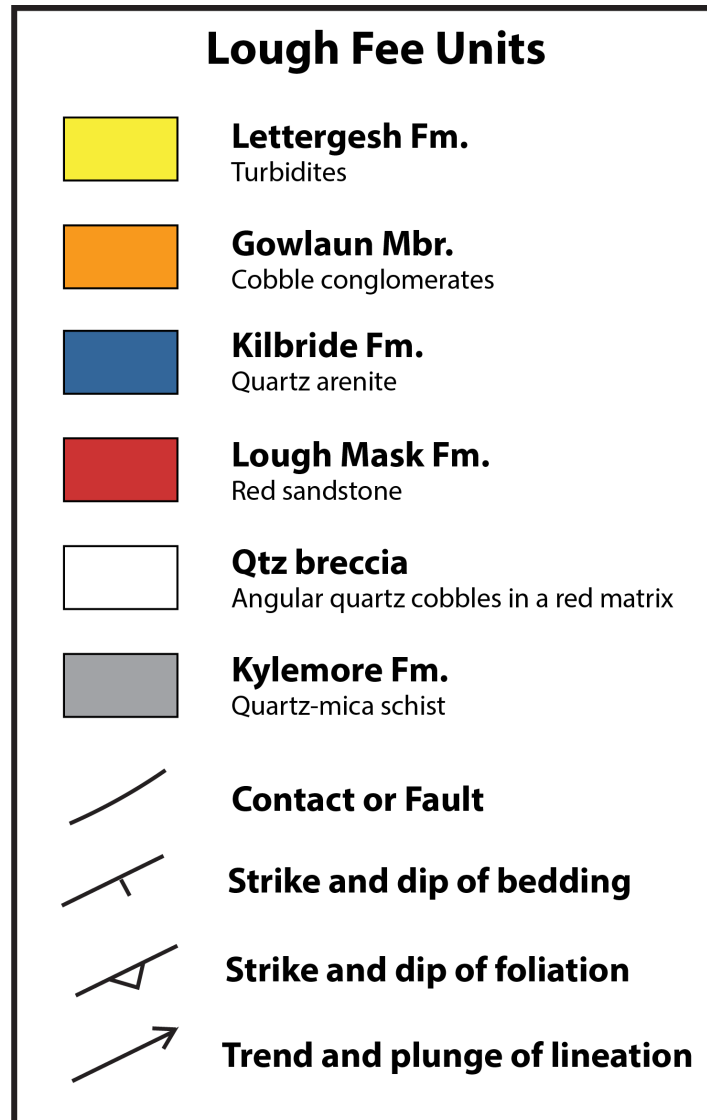 Lough Fee Units
Lettergesh Fm.
Turbidites
Gowlaun Mbr.
Cobble conglomerates
Kilbride Fm.
Quartz arenite
Lough Mask Fm.
Red sandstone
Qtz breccia
Angular quartz cobbles in a red matrix
Kylemore Fm.
Quartz-mica schist
Contact or Fault
Strike and dip of bedding
Strike and dip of foliation
Trend and plunge of lineation